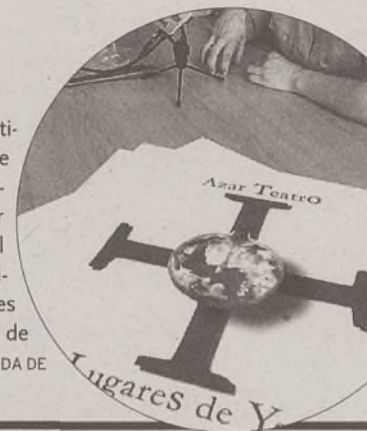 ti-
e
-
r
l
i-
es
de
DA DE
Azar Teatro
Lugares de Y